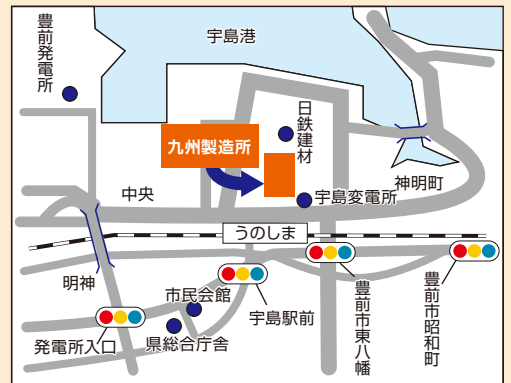 豊前発電所
宇島港
日鉄建材
九州製造所
神明町
中央
宇島変電所
うのしま
明神
市民会館
宇島駅前
豊前市東八幡
豊前市昭和町
発電所入口
県総合庁舎